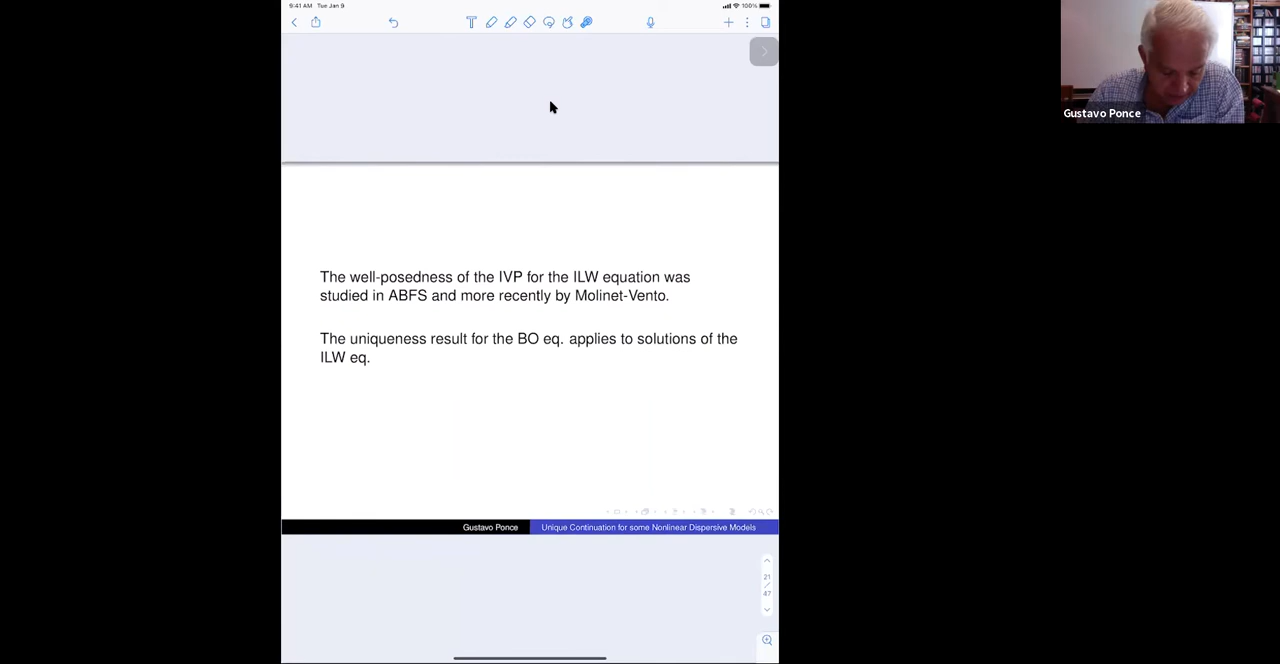 9:41 AM Tue Jan 9
100%
Gustavo Ponce
The well-posedness of the IVP for the ILW equation was
studied in ABFS and more recently by Molinet-Vento.
The uniqueness result for the BO eq. applies to solutions of the
ILW eq.
Gustavo Ponce
Unique Continuation for some Nonlinear Dispersive Models
21
/
47